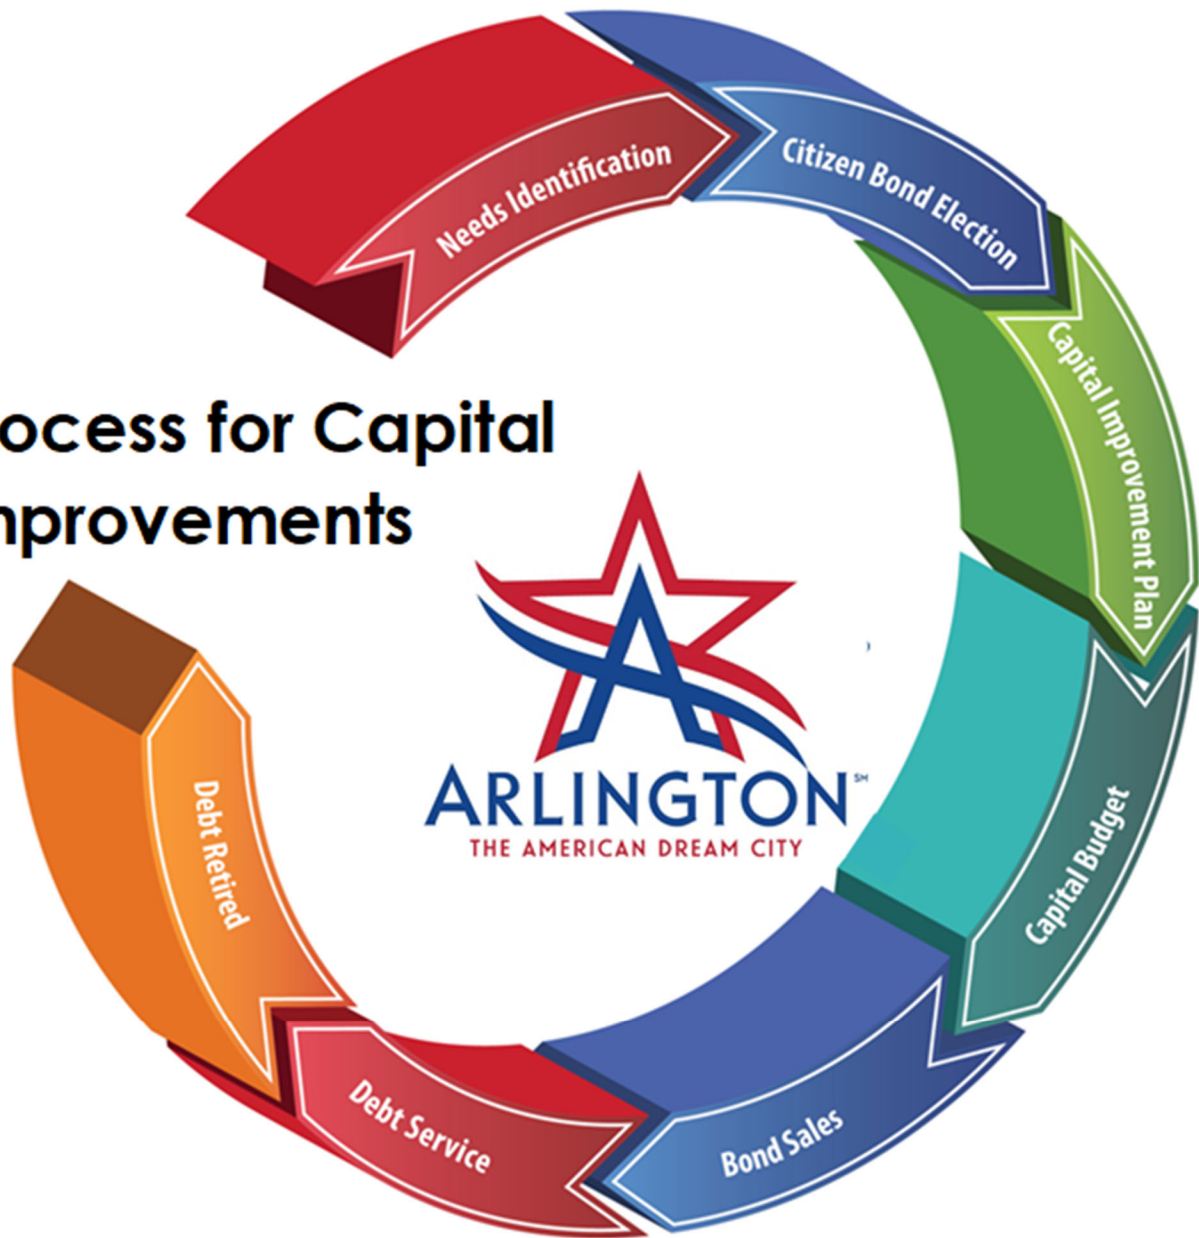 Needs Identification
Citizen Bond Election
Capital Improvement Plan
Capital Budget
Bond Sales
Debt Service
Debt Retired
ocess for Capital
nprovements
ARLINGTON℠
THE AMERICAN DREAM CITY